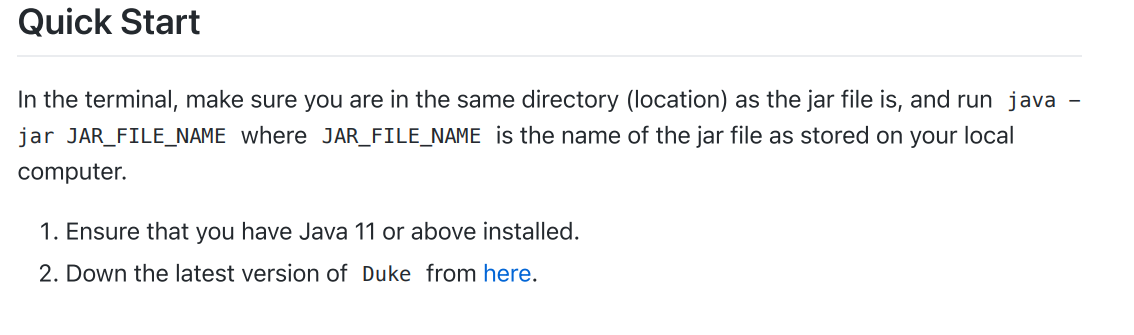 Quick Start
In the terminal, make sure you are in the same directory (location) as the jar file is, and run java -
jar JAR_FILE_NAME where JAR_FILE_NAME is the name of the jar file as stored on your local
computer.
1. Ensure that you have Java 11 or above installed.
2. Down the latest version of Duke from here.